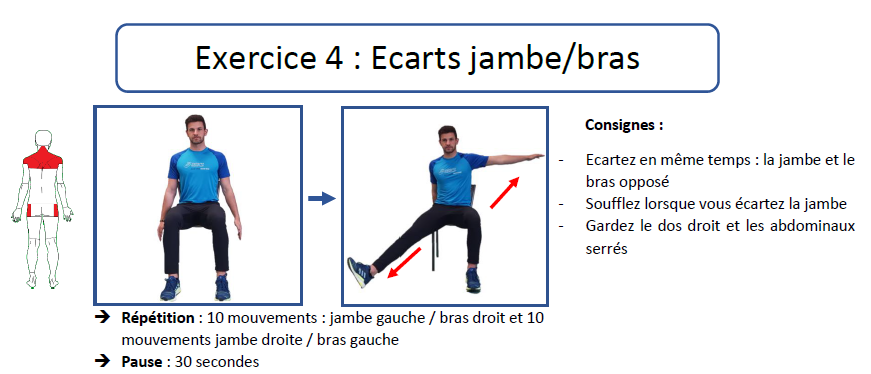 Exercice 4 : Ecarts jambe/bras
Consignes :
- Ecartez en même temps : la jambe et le
bras opposé
- Soufflez lorsque vous écartez la jambe
- Gardez le dos droit et les abdominaux
serrés
➔ Répétition : 10 mouvements : jambe gauche / bras droit et 10
mouvements jambe droite / bras gauche
➔ Pause : 30 secondes